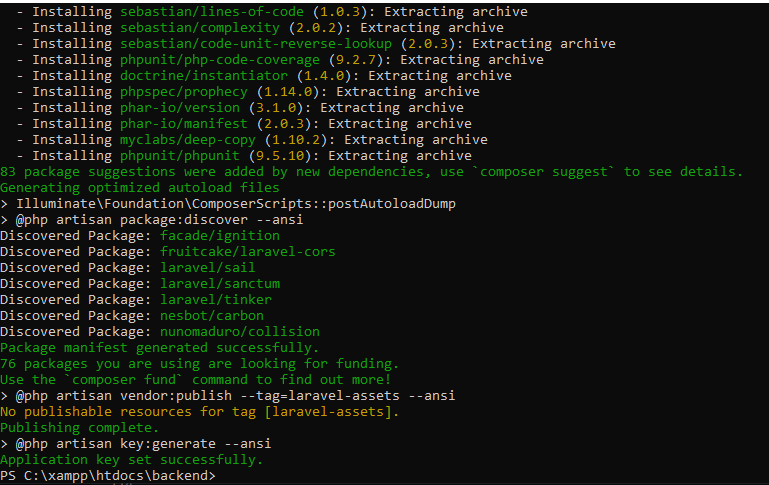 - Installing sebastian/lines-of-code (1.0.3): Extracting archive
- Installing sebastian/complexity (2.0.2): Extracting archive
- Installing sebastian/code-unit-reverse-lookup (2.0.3): Extracting archive
- Installing phpunit/php-code-coverage (9.2.7): Extracting archive
- Installing doctrine/instantiator (1.4.0): Extracting archive
- Installing phpspec/prophecy (1.14.0): Extracting archive
- Installing phar-io/version (3.1.0): Extracting archive
- Installing phar-io/manifest (2.0.3): Extracting archive
- Installing myclabs/deep-copy (1.10.2): Extracting archive
- Installing phpunit/phpunit (9.5.10): Extracting archive
83 package suggestions were added by new dependencies, use `composer suggest` to see details.
Generating optimized autoload files
> Illuminate\Foundation\ComposerScripts::postAutoloadDump
> @php artisan package:discover --ansi
Discovered Package: facade/ignition
Discovered Package: fruitcake/laravel-cors
Discovered Package: laravel/sail
Discovered Package: laravel/sanctum
Discovered Package: laravel/tinker
Discovered Package: nesbot/carbon
Discovered Package: nunomaduro/collision
Package manifest generated successfully.
76 packages you are using are looking for funding.
Use the `composer fund` command to find out more!
> @php artisan vendor:publish --tag=laravel-assets --ansi
No publishable resources for tag [laravel-assets].
Publishing complete.
> @php artisan key:generate --ansi
Application key set successfully.
PS C:\xampp\htdocs\backend>